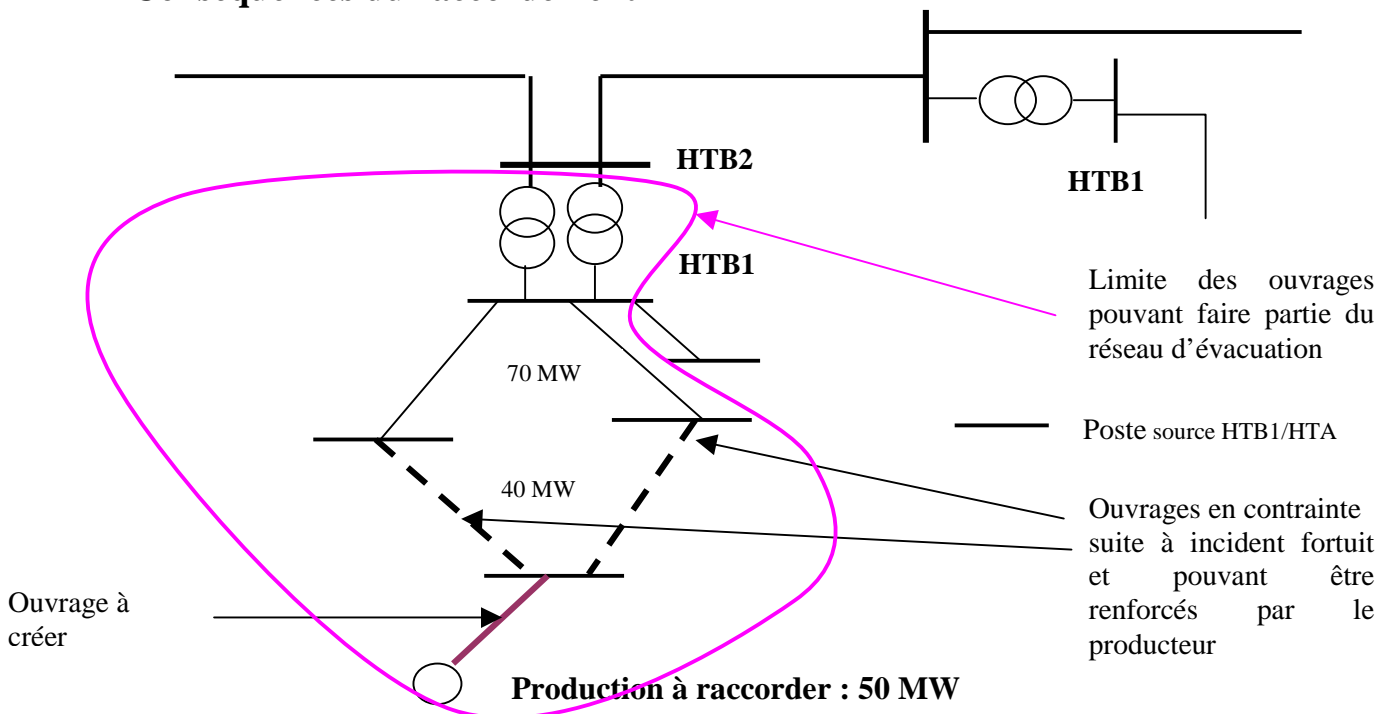 HTB2
HTB1
HTB1
Limite des ouvrages
pouvant faire partie du
réseau d’évacuation
70 MW
Poste source HTB1/HTA
40 MW
Ouvrages en contrainte
suite à incident fortuit
et pouvant être
renforcés par le
producteur
Ouvrage à
créer
Production à raccorder : 50 MW